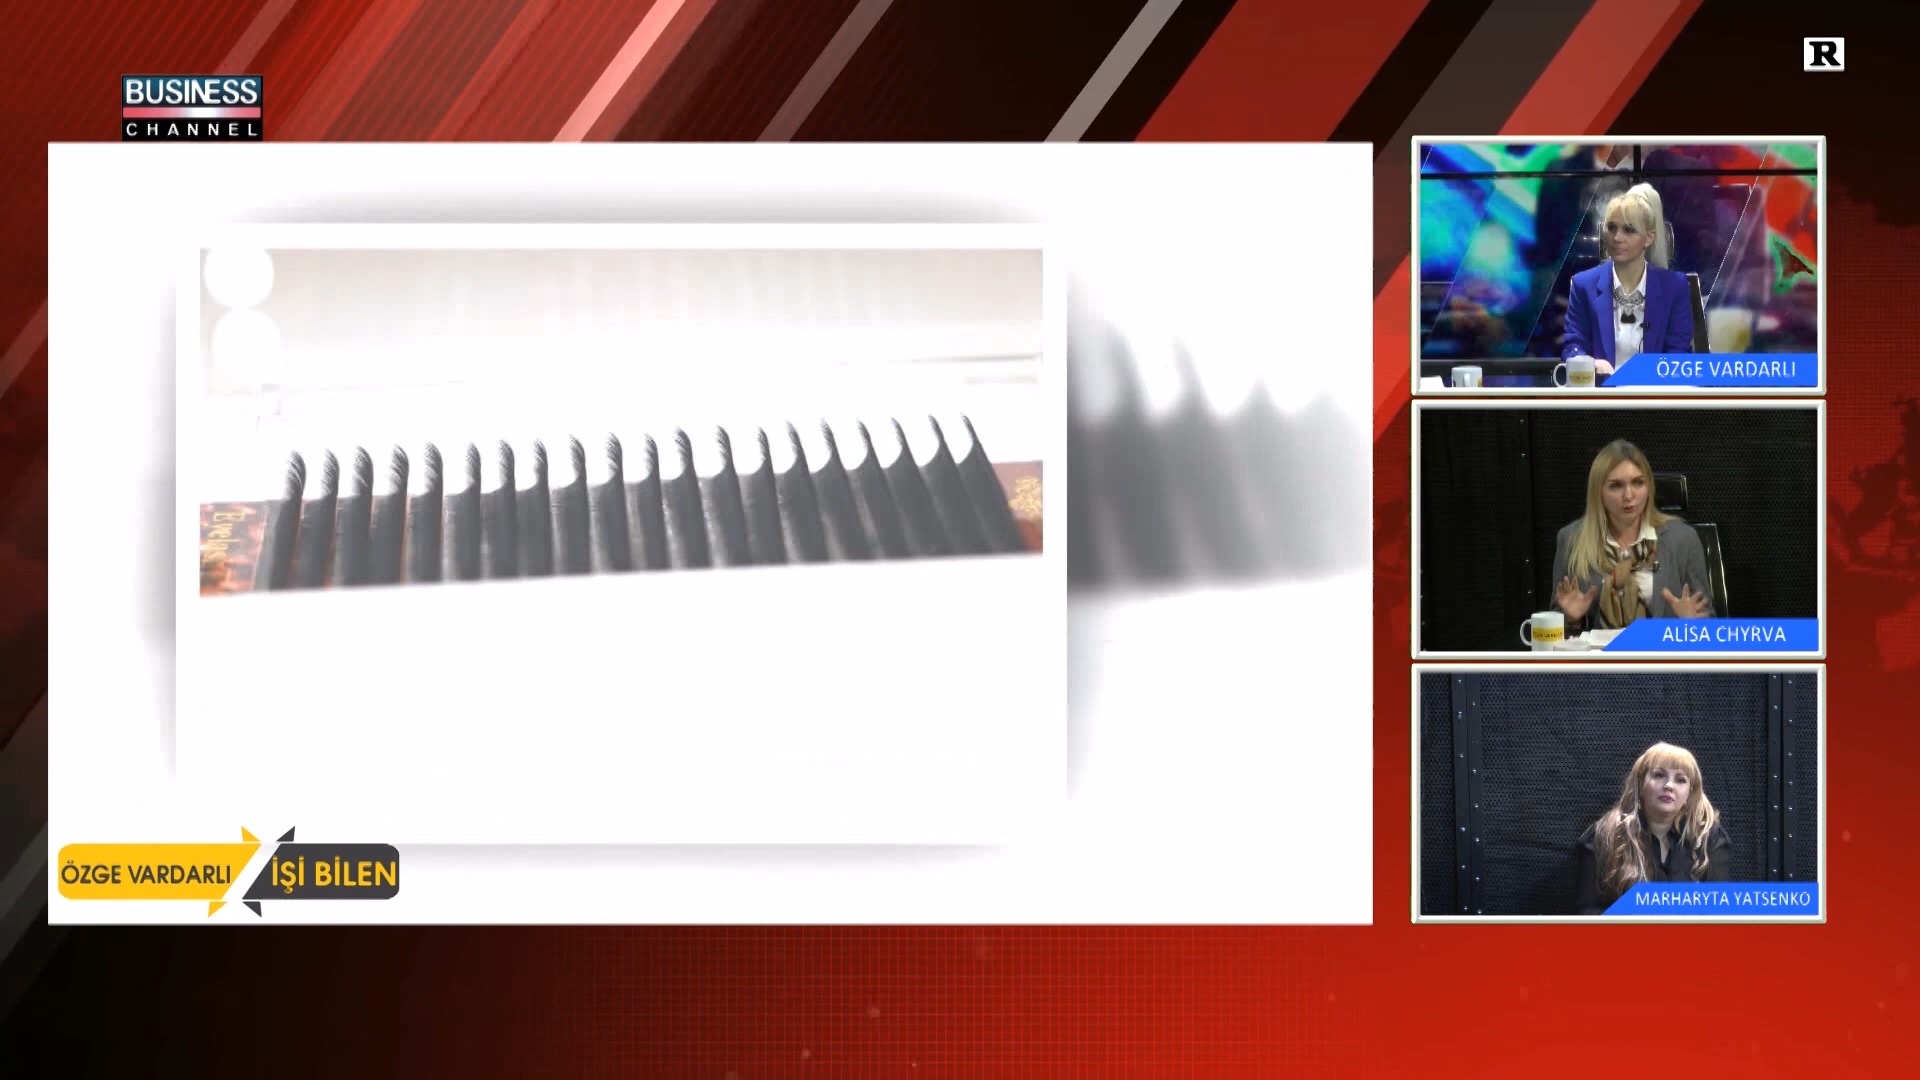 BUSINESS
CHANNEL
R
ÖZGE VARDARLI
ALİSA CHYRVA
MARHARYTA YATSENKO
ÖZGE VARDARLI
İŞİ BİLEN